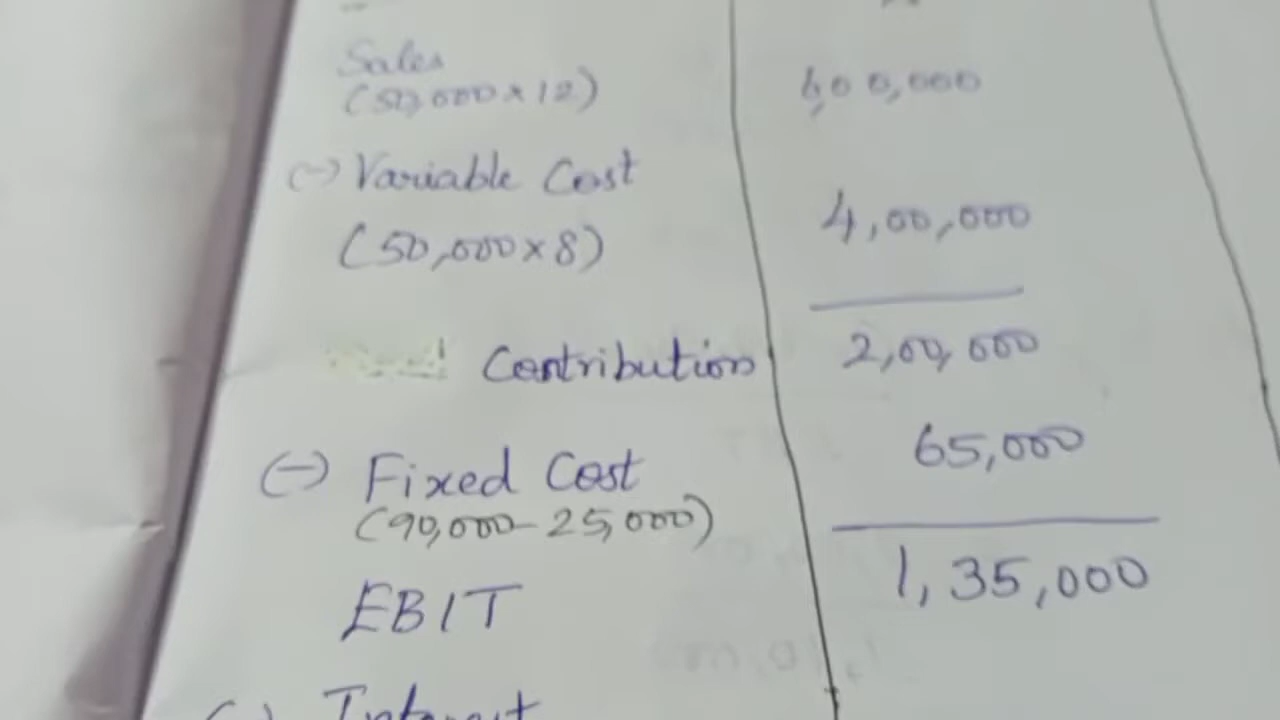 Sales
(50,000 x 12) 6,00,000
(-) Variable Cost
(50,000 x 8) 4,00,000
Contribution 2,00,000
(-) Fixed Cost 65,000
(90,000 - 25,000)
EBIT 1,35,000
(-) Interest